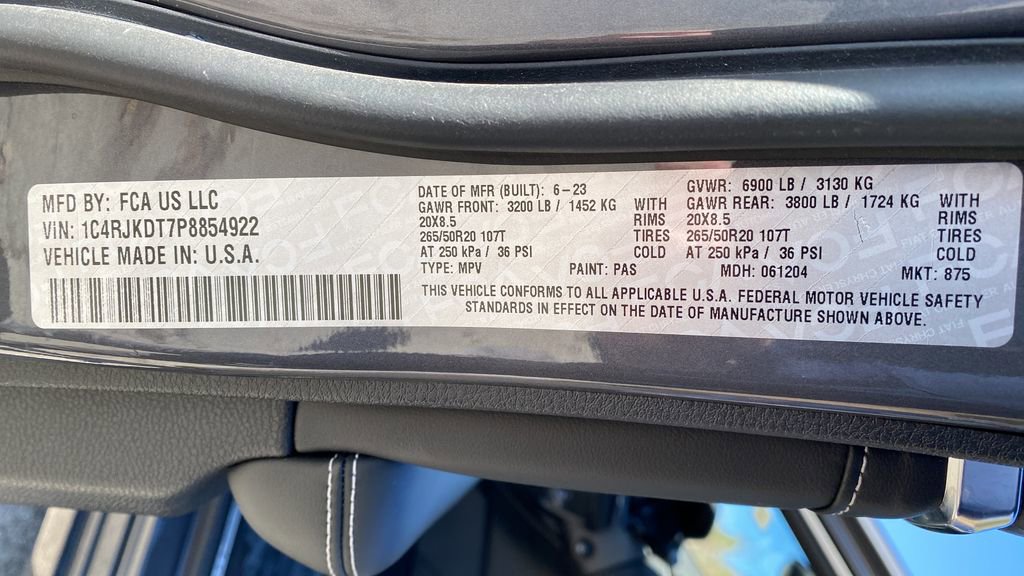 MFD BY: FCA US LLC
VIN: 1C4RJKDT7P8854922
VEHICLE MADE IN: U.S.A.
DATE OF MFR (BUILT): 6-23 GVWR: 6900 LB / 3130 KG
GAWR FRONT: 3200 LB / 1452 KG WITH GAWR REAR: 3800 LB / 1724 KG WITH
20X8.5 RIMS 20X8.5 RIMS
265/50R20 107T TIRES 265/50R20 107T TIRES
AT 250 kPa / 36 PSI COLD AT 250 kPa / 36 PSI COLD
TYPE: MPV PAINT: PAS MDH: 061204 MKT: 875
THIS VEHICLE CONFORMS TO ALL APPLICABLE U.S.A. FEDERAL MOTOR VEHICLE SAFETY
STANDARDS IN EFFECT ON THE DATE OF MANUFACTURE SHOWN ABOVE.